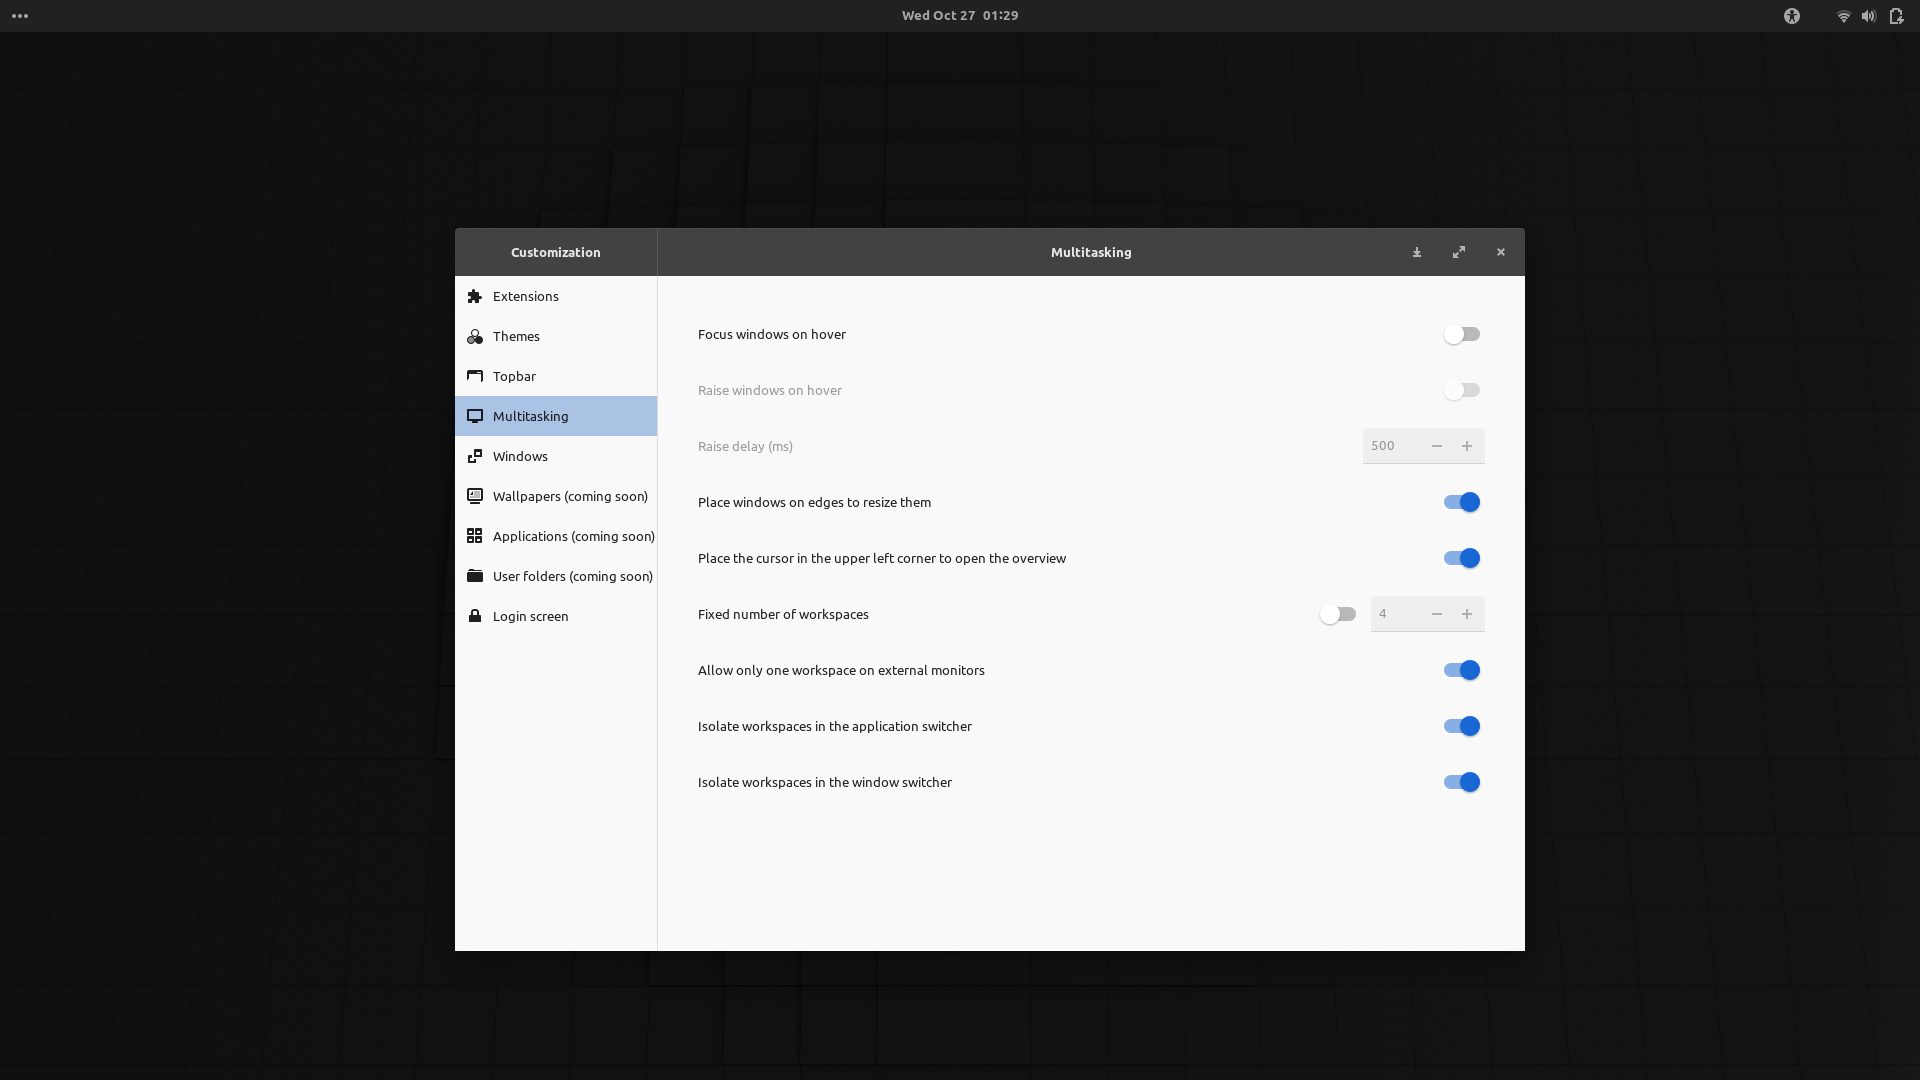 Wed Oct 27 01:29
Customization
Multitasking
Extensions
Themes
Topbar
Multitasking
Windows
Wallpapers (coming soon)
Applications (coming soon)
User folders (coming soon)
Login screen
Focus windows on hover
Raise windows on hover
Raise delay (ms)
500
Place windows on edges to resize them
Place the cursor in the upper left corner to open the overview
Fixed number of workspaces
4
Allow only one workspace on external monitors
Isolate workspaces in the application switcher
Isolate workspaces in the window switcher